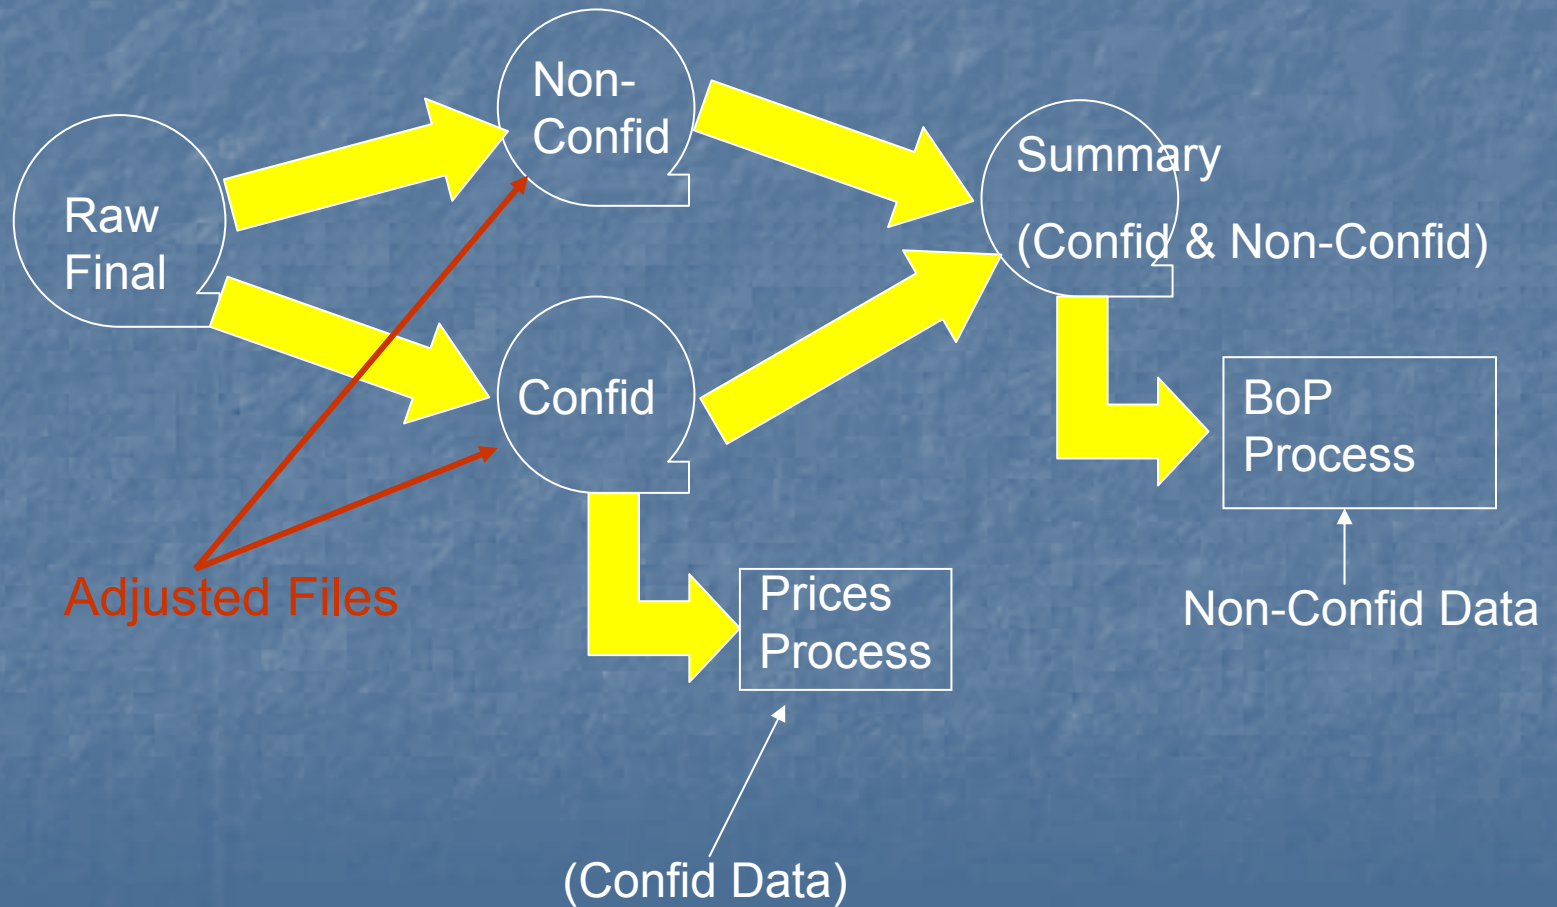 Non-
Confid
Summary
(Confid & Non-Confid)
Raw
Final
Confid
BoP
Process
Adjusted Files
Prices
Process
Non-Confid Data
(Confid Data)